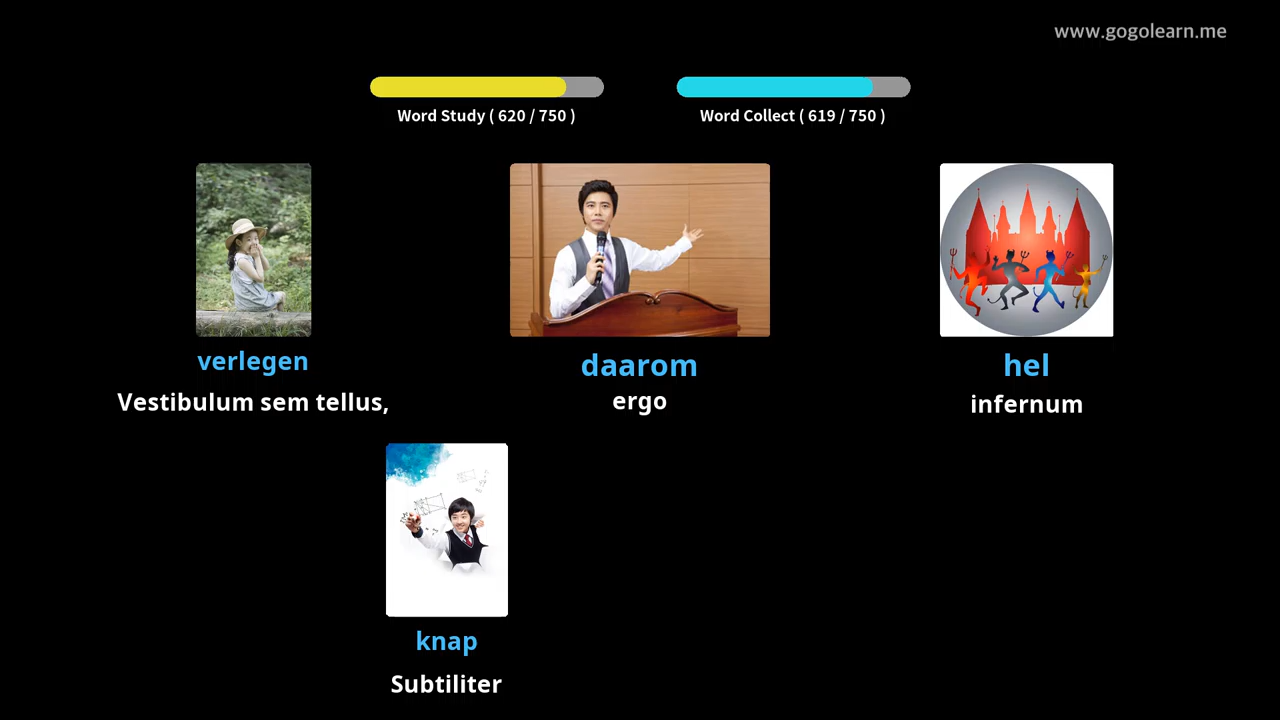 www.gogolearn.me
Word Study ( 620 / 750 )
Word Collect ( 619 / 750 )
verlegen
Vestibulum sem tellus,
daarom
ergo
hel
infernum
knap
Subtiliter